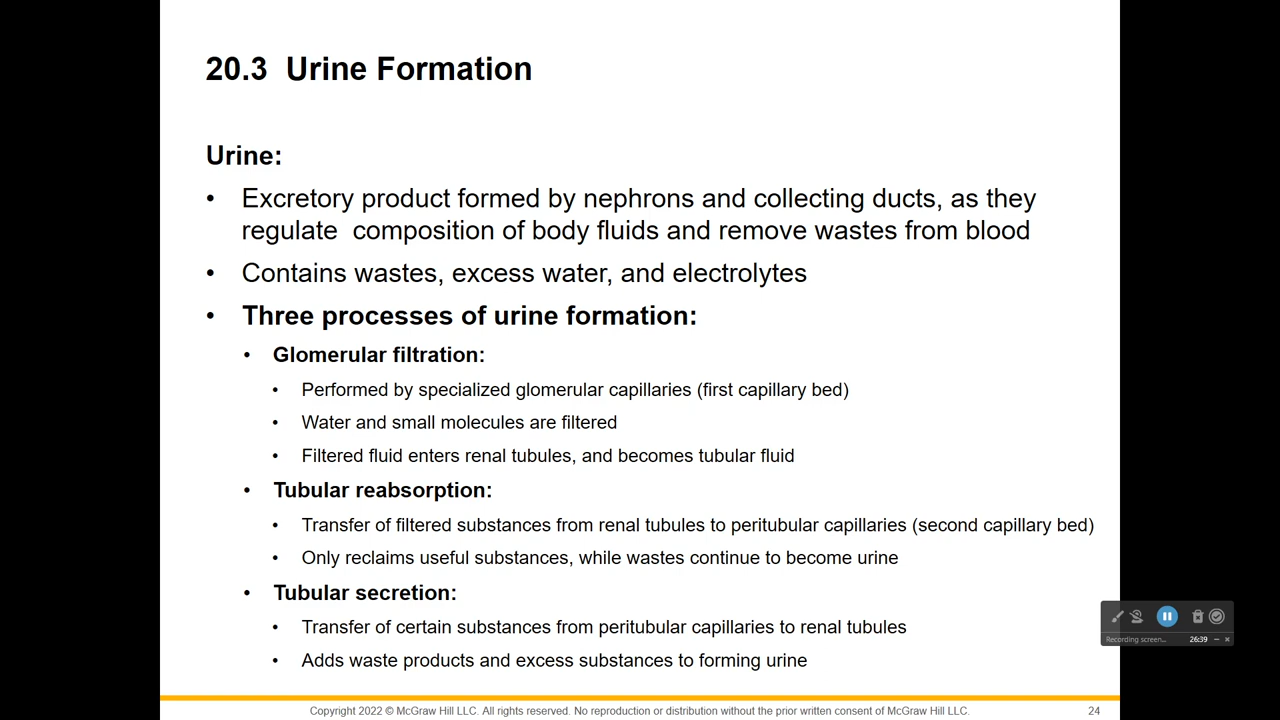 20.3  Urine Formation
Urine:
• Excretory product formed by nephrons and collecting ducts, as they
regulate  composition of body fluids and remove wastes from blood
• Contains wastes, excess water, and electrolytes
• Three processes of urine formation:
• Glomerular filtration:
• Performed by specialized glomerular capillaries (first capillary bed)
• Water and small molecules are filtered
• Filtered fluid enters renal tubules, and becomes tubular fluid
• Tubular reabsorption:
• Transfer of filtered substances from renal tubules to peritubular capillaries (second capillary bed)
• Only reclaims useful substances, while wastes continue to become urine
• Tubular secretion:
• Transfer of certain substances from peritubular capillaries to renal tubules
• Adds waste products and excess substances to forming urine
Recording screen... 26:39
Copyright 2022 © McGraw Hill LLC. All rights reserved. No reproduction or distribution without the prior written consent of McGraw Hill LLC. 24